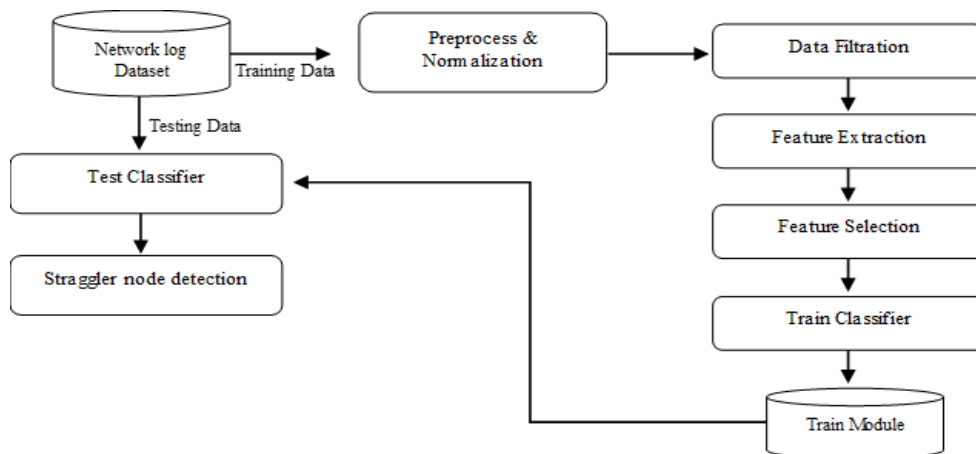 Network log
Dataset
Training Data
Preprocess &
Normalization
Data Filtration
Testing Data
Feature Extraction
Test Classifier
Feature Selection
Straggler node detection
Train Classifier
Train Module